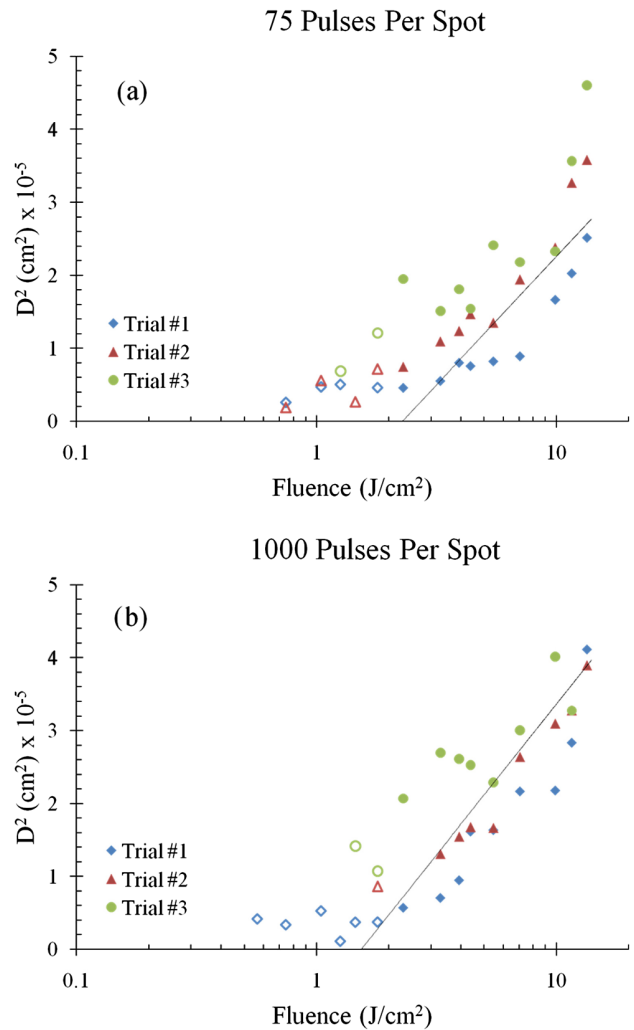 75 Pulses Per Spot
(a)
D² (cm²) x 10⁻⁵
5
4
3
2
1
0
Trial #1
Trial #2
Trial #3
0.1
1
10
Fluence (J/cm²)
1000 Pulses Per Spot
(b)
D² (cm²) x 10⁻⁵
5
4
3
2
1
0
Trial #1
Trial #2
Trial #3
0.1
1
10
Fluence (J/cm²)